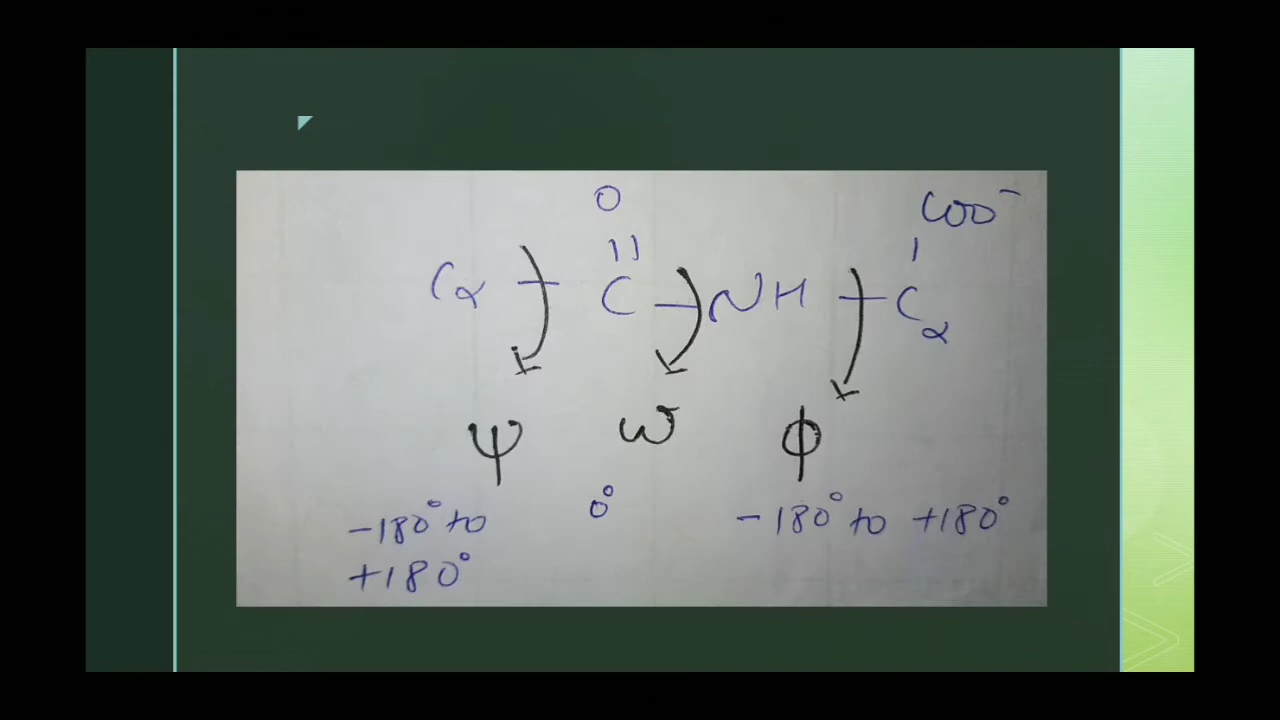 O COO⁻
||  |
Cα — C — NH — Cα
ψ ω φ
-180° to 0° -180° to +180°
+180°